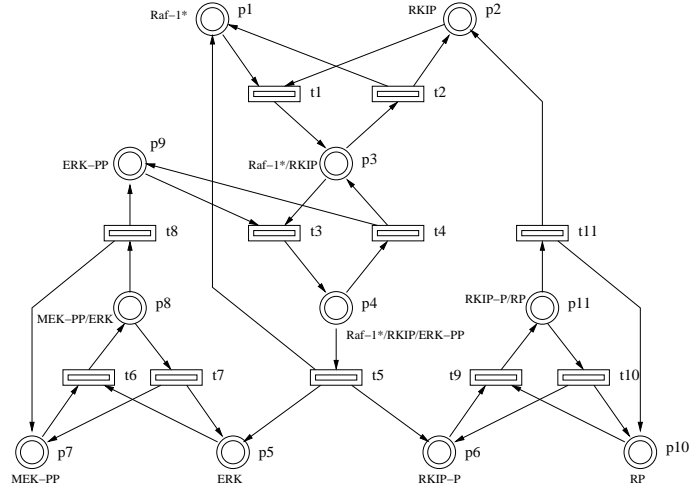 Raf−1* p1 RKIP p2
t1 t2
p9
ERK−PP Raf−1*/RKIP p3
t8 t3 t4 t11
p8 p4 RKIP−P/RP p11
MEK−PP/ERK
Raf−1*/RKIP/ERK−PP
t6 t7 t5 t9 t10
p7 p5 p6 p10
MEK−PP ERK RKIP−P RP